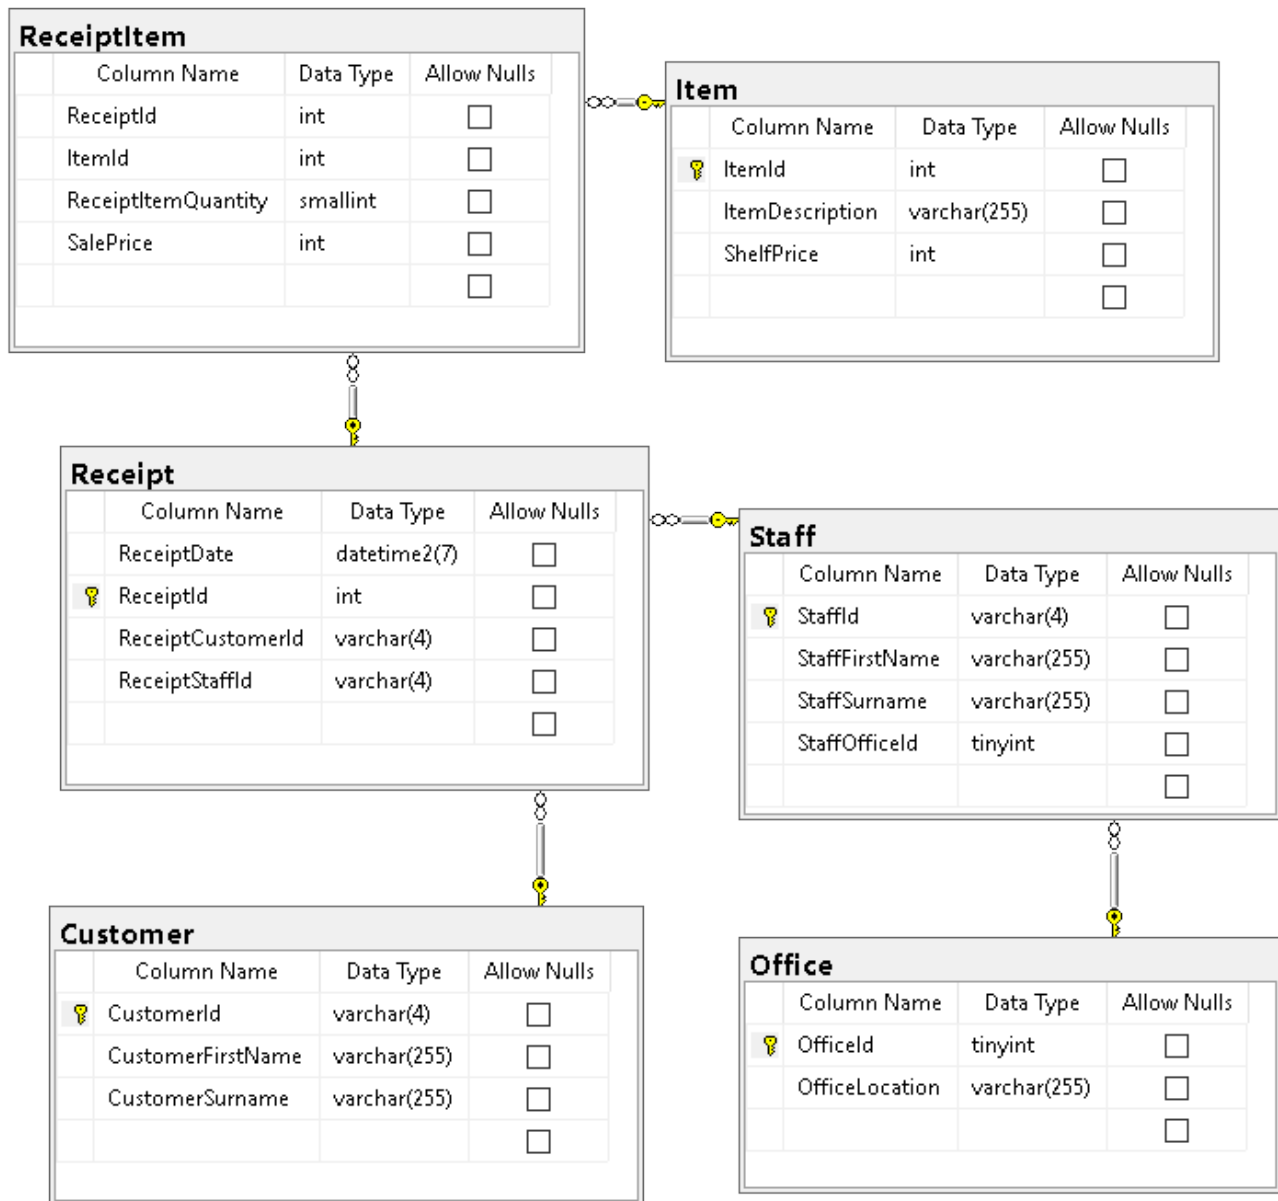 ReceiptItem
Column Name Data Type Allow Nulls
ReceiptId int
ItemId int
ReceiptItemQuantity smallint
SalePrice int
Item
Column Name Data Type Allow Nulls
ItemId int
ItemDescription varchar(255)
ShelfPrice int
Receipt
Column Name Data Type Allow Nulls
ReceiptDate datetime2(7)
ReceiptId int
ReceiptCustomerId varchar(4)
ReceiptStaffId varchar(4)
Staff
Column Name Data Type Allow Nulls
StaffId varchar(4)
StaffFirstName varchar(255)
StaffSurname varchar(255)
StaffOfficeId tinyint
Customer
Column Name Data Type Allow Nulls
CustomerId varchar(4)
CustomerFirstName varchar(255)
CustomerSurname varchar(255)
Office
Column Name Data Type Allow Nulls
OfficeId tinyint
OfficeLocation varchar(255)